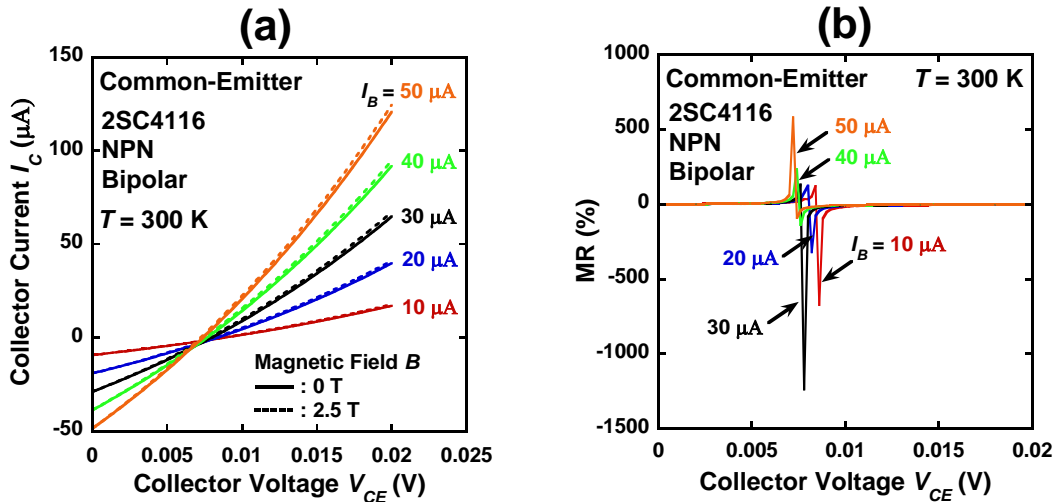 (a)
150
100
50
0
-50
0
0.005
0.01
0.015
0.02
0.025
Collector Current I_C (μA)
Collector Voltage V_CE (V)
Common-Emitter
2SC4116
NPN
Bipolar
T = 300 K
I_B = 50 μA
40 μA
30 μA
20 μA
10 μA
Magnetic Field B
: 0 T
: 2.5 T
(b)
1000
500
0
-500
-1000
-1500
0
0.005
0.01
0.015
0.02
MR (%)
Collector Voltage V_CE (V)
Common-Emitter
T = 300 K
2SC4116
NPN
Bipolar
50 μA
40 μA
20 μA
I_B = 10 μA
30 μA